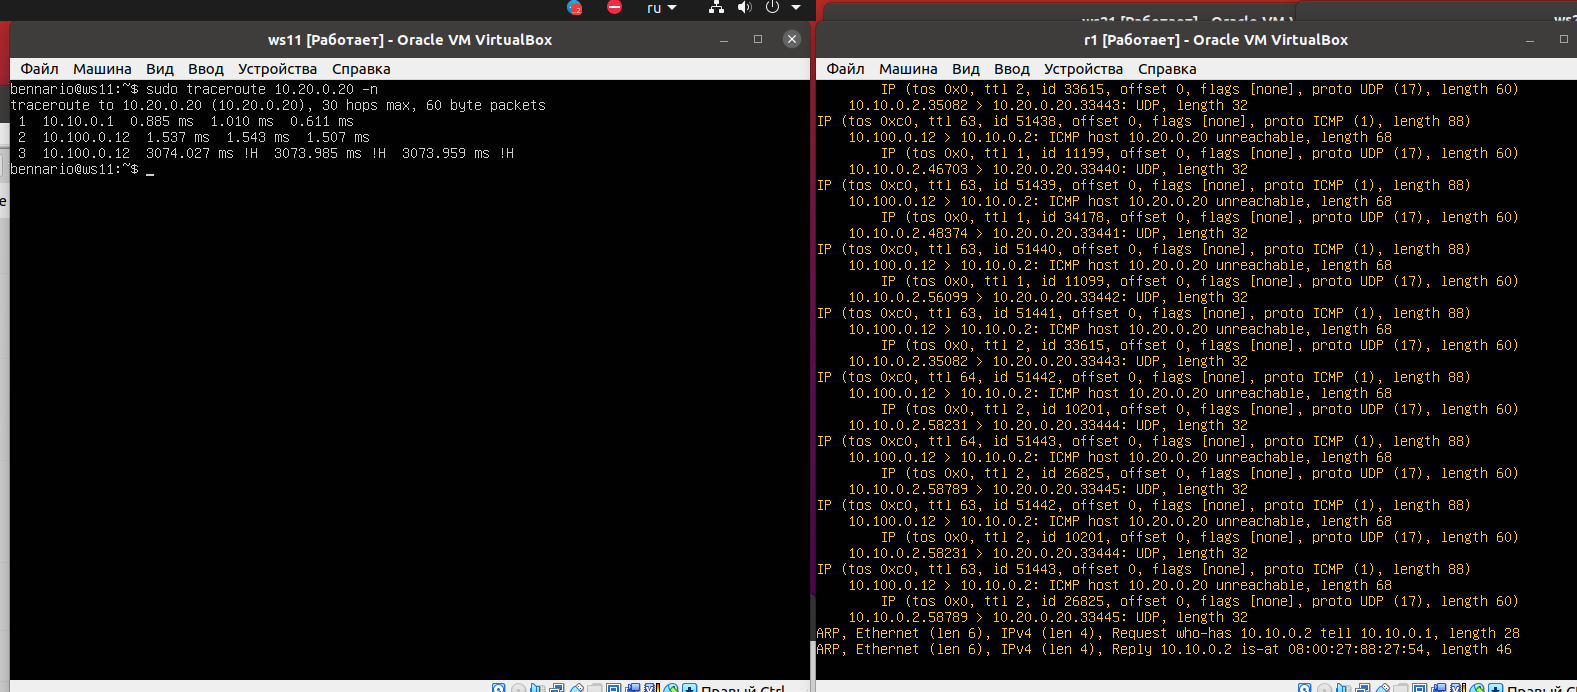 ru
ws11 [Работает] - Oracle VM VirtualBox
Файл Машина Вид Ввод Устройства Справка
bennario@ws11:~$ sudo traceroute 10.20.0.20 -n
traceroute to 10.20.0.20 (10.20.0.20), 30 hops max, 60 byte packets
1 10.10.0.1 0.885 ms 1.010 ms 0.611 ms
2 10.100.0.12 1.537 ms 1.543 ms 1.507 ms
3 10.100.0.12 3074.027 ms !H 3073.985 ms !H 3073.959 ms !H
bennario@ws11:~$ _
Правый Ctrl
r1 [Работает] - Oracle VM VirtualBox
Файл Машина Вид Ввод Устройства Справка
IP (tos 0x0, ttl 2, id 33615, offset 0, flags [none], proto UDP (17), length 60)
10.10.0.2.35082 > 10.20.0.20.33443: UDP, length 32
IP (tos 0xc0, ttl 63, id 51438, offset 0, flags [none], proto ICMP (1), length 88)
10.100.0.12 > 10.10.0.2: ICMP host 10.20.0.20 unreachable, length 68
IP (tos 0x0, ttl 1, id 11199, offset 0, flags [none], proto UDP (17), length 60)
10.10.0.2.46703 > 10.20.0.20.33440: UDP, length 32
IP (tos 0xc0, ttl 63, id 51439, offset 0, flags [none], proto ICMP (1), length 88)
10.100.0.12 > 10.10.0.2: ICMP host 10.20.0.20 unreachable, length 68
IP (tos 0x0, ttl 1, id 34178, offset 0, flags [none], proto UDP (17), length 60)
10.10.0.2.48374 > 10.20.0.20.33441: UDP, length 32
IP (tos 0xc0, ttl 63, id 51440, offset 0, flags [none], proto ICMP (1), length 88)
10.100.0.12 > 10.10.0.2: ICMP host 10.20.0.20 unreachable, length 68
IP (tos 0x0, ttl 1, id 11099, offset 0, flags [none], proto UDP (17), length 60)
10.10.0.2.56099 > 10.20.0.20.33442: UDP, length 32
IP (tos 0xc0, ttl 63, id 51441, offset 0, flags [none], proto ICMP (1), length 88)
10.100.0.12 > 10.10.0.2: ICMP host 10.20.0.20 unreachable, length 68
IP (tos 0x0, ttl 2, id 33615, offset 0, flags [none], proto UDP (17), length 60)
10.10.0.2.35082 > 10.20.0.20.33443: UDP, length 32
IP (tos 0xc0, ttl 64, id 51442, offset 0, flags [none], proto ICMP (1), length 88)
10.100.0.12 > 10.10.0.2: ICMP host 10.20.0.20 unreachable, length 68
IP (tos 0x0, ttl 2, id 10201, offset 0, flags [none], proto UDP (17), length 60)
10.10.0.2.58231 > 10.20.0.20.33444: UDP, length 32
IP (tos 0xc0, ttl 64, id 51443, offset 0, flags [none], proto ICMP (1), length 88)
10.100.0.12 > 10.10.0.2: ICMP host 10.20.0.20 unreachable, length 68
IP (tos 0x0, ttl 2, id 26825, offset 0, flags [none], proto UDP (17), length 60)
10.10.0.2.58789 > 10.20.0.20.33445: UDP, length 32
IP (tos 0xc0, ttl 63, id 51442, offset 0, flags [none], proto ICMP (1), length 88)
10.100.0.12 > 10.10.0.2: ICMP host 10.20.0.20 unreachable, length 68
IP (tos 0x0, ttl 2, id 10201, offset 0, flags [none], proto UDP (17), length 60)
10.10.0.2.58231 > 10.20.0.20.33444: UDP, length 32
IP (tos 0xc0, ttl 63, id 51443, offset 0, flags [none], proto ICMP (1), length 88)
10.100.0.12 > 10.10.0.2: ICMP host 10.20.0.20 unreachable, length 68
IP (tos 0x0, ttl 2, id 26825, offset 0, flags [none], proto UDP (17), length 60)
10.10.0.2.58789 > 10.20.0.20.33445: UDP, length 32
ARP, Ethernet (len 6), IPv4 (len 4), Request who-has 10.10.0.2 tell 10.10.0.1, length 28
ARP, Ethernet (len 6), IPv4 (len 4), Reply 10.10.0.2 is-at 08:00:27:88:27:54, length 46
Правый Ct